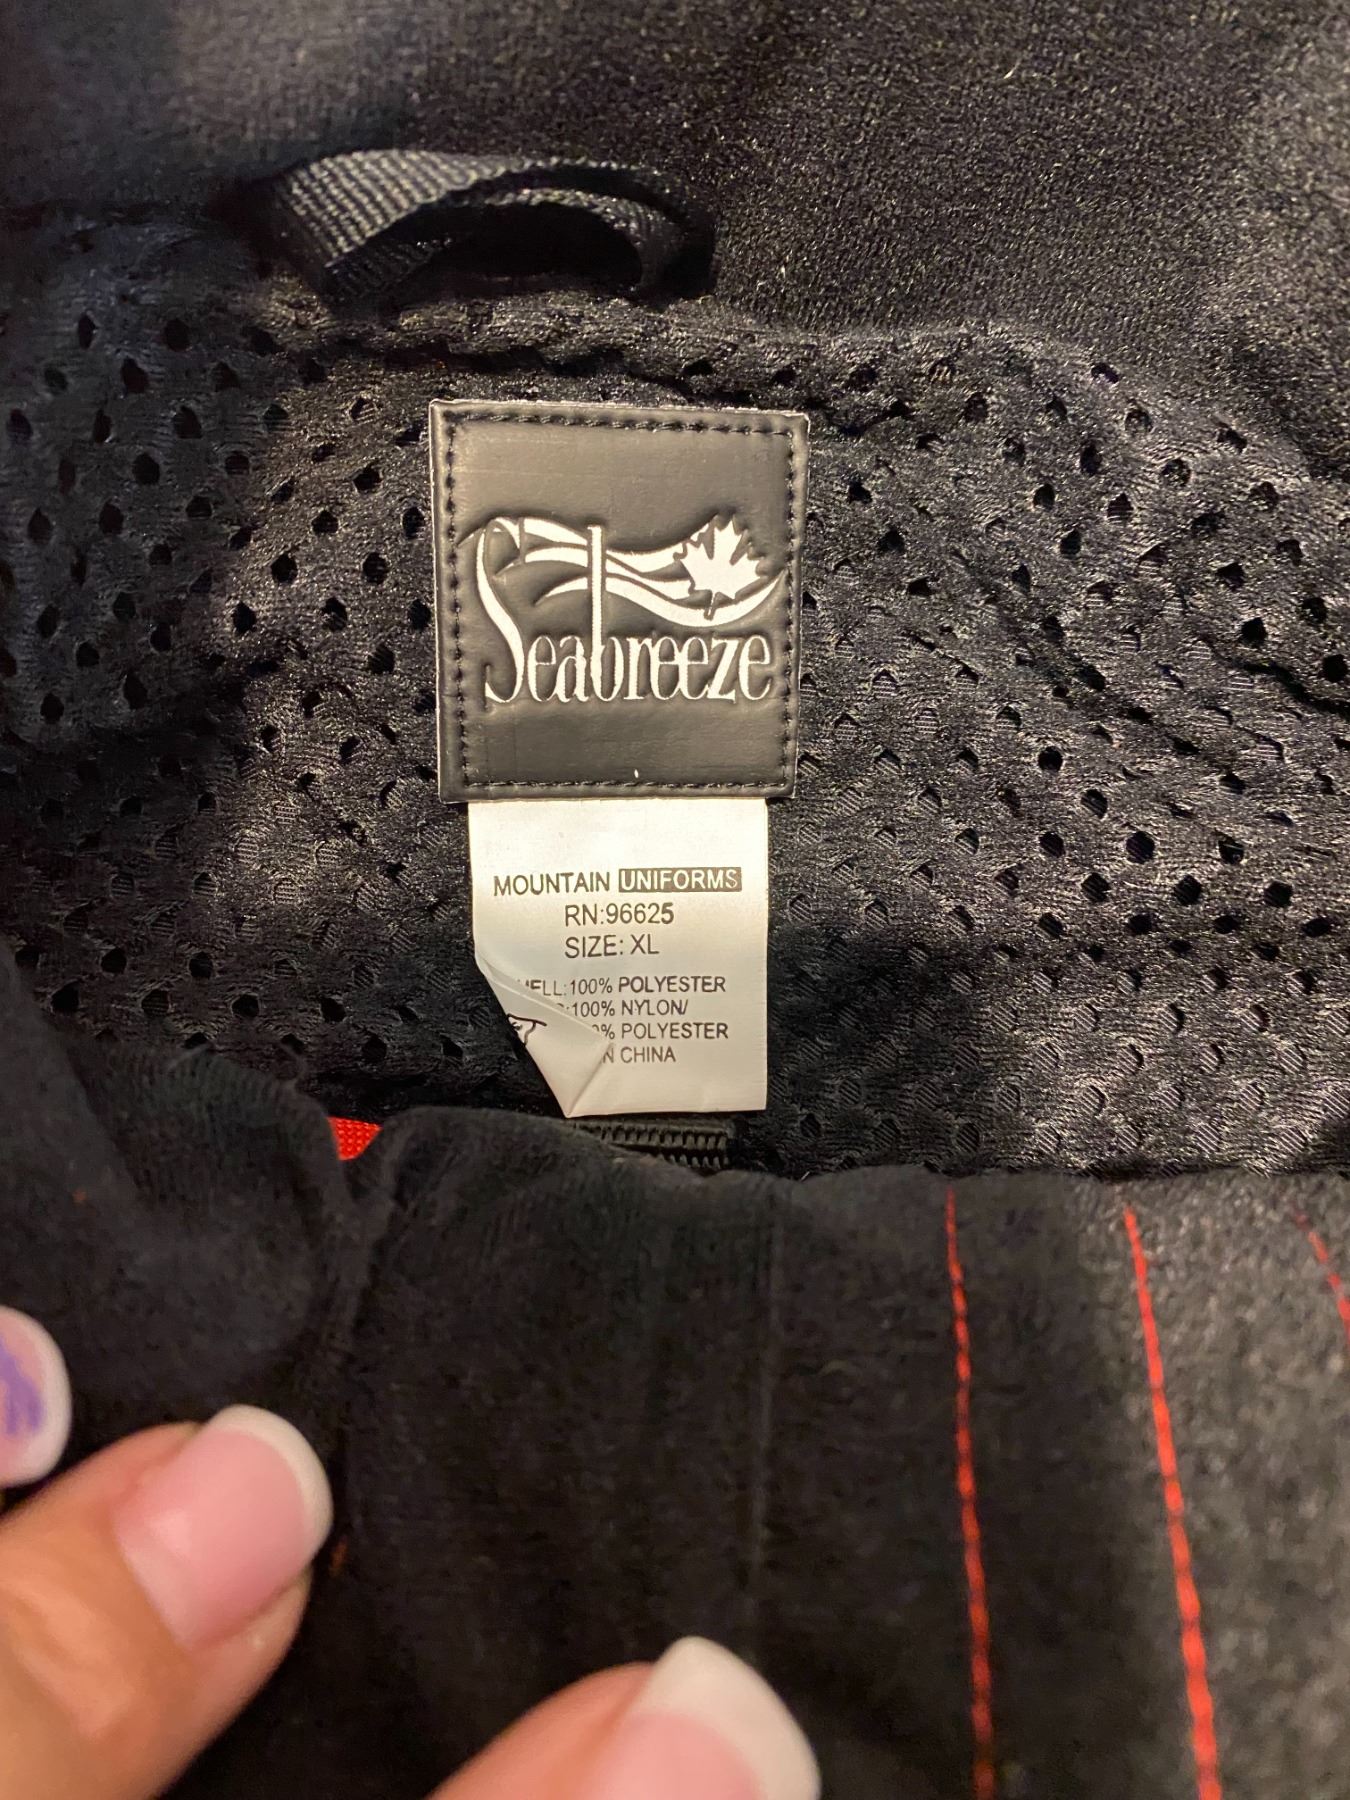 Seabreeze
MOUNTAIN UNIFORMS
RN:96625
SIZE: XL
100% POLYESTER
100% NYLON/
POLYESTER
CHINA